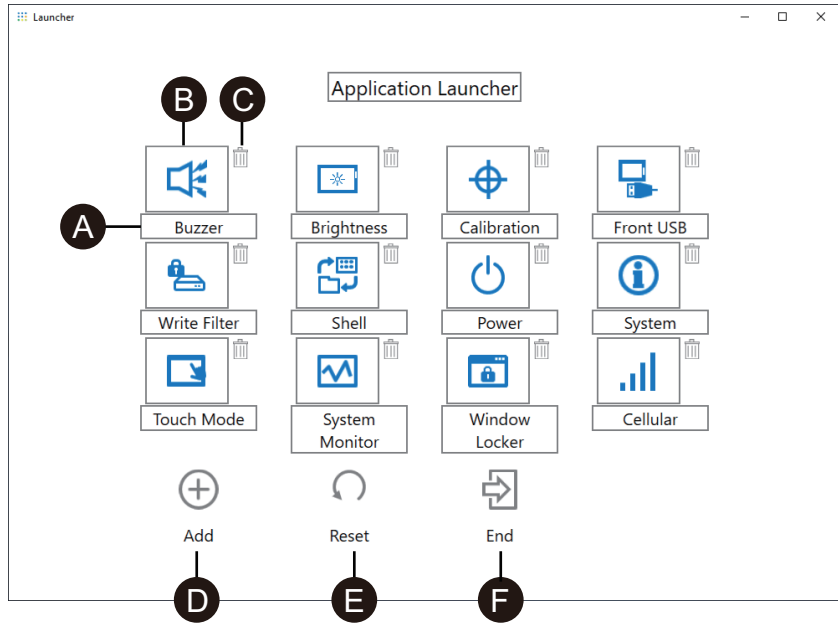 Launcher
Application Launcher
B
C
A
Buzzer
Brightness
Calibration
Front USB
Write Filter
Shell
Power
System
Touch Mode
System
Monitor
Window
Locker
Cellular
Add
Reset
End
D
E
F